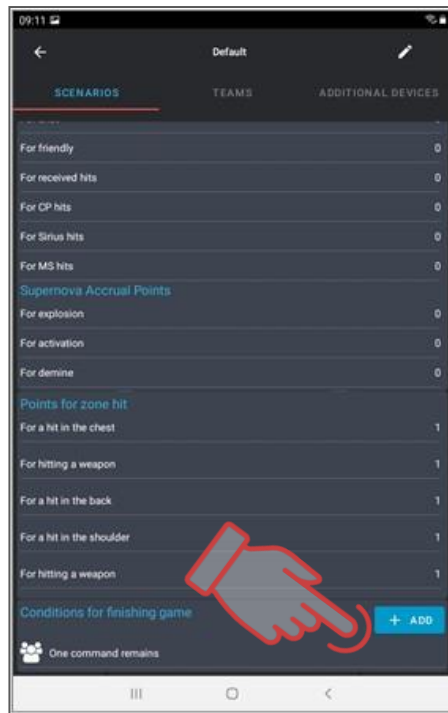 09:11
Default
SCENARIOS TEAMS ADDITIONAL DEVICES
For friendly 0
For received hits 0
For CP hits 0
For Sirius hits 0
For MS hits 0
Supernova Accrual Points
For explosion 0
For activation 0
For demine 0
Points for zone hit
For a hit in the chest 1
For hitting a weapon 1
For a hit in the back 1
For a hit in the shoulder 1
For hitting a weapon 1
Conditions for finishing game
+ ADD
One command remains